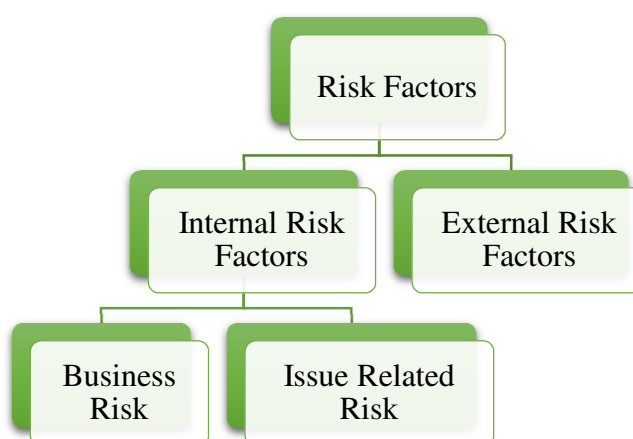 Risk Factors
Internal Risk
Factors
External Risk
Factors
Business
Risk
Issue Related
Risk